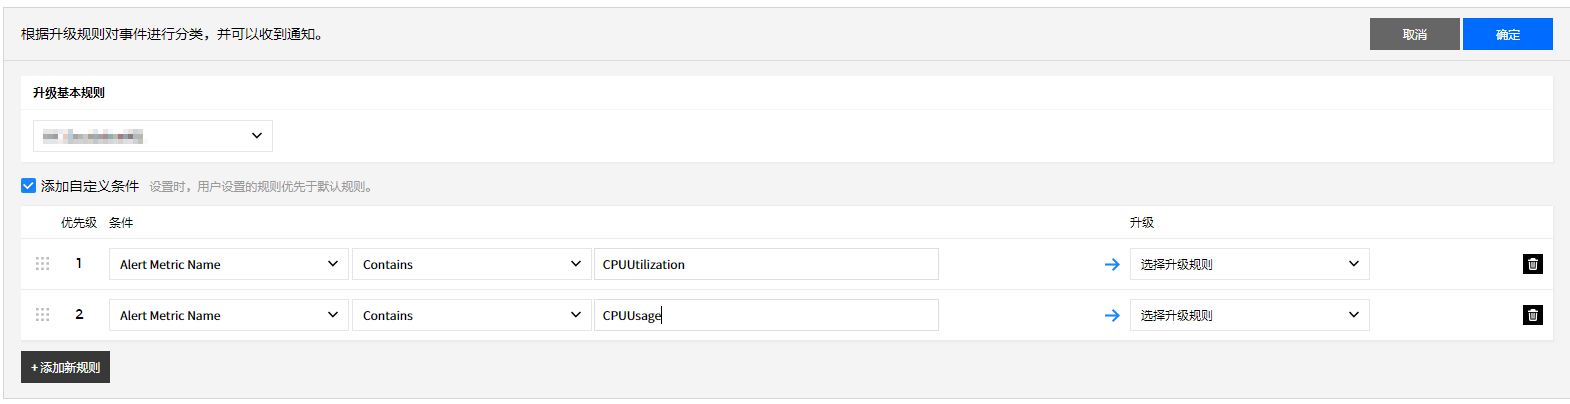 根据升级规则对事件进行分类，并可以收到通知。
取消
确定
升级基本规则
添加自定义条件 设置时，用户设置的规则优先于默认规则。
优先级 条件 升级
1 Alert Metric Name Contains CPUUtilization 选择升级规则
2 Alert Metric Name Contains CPUUsage 选择升级规则
+ 添加新规则